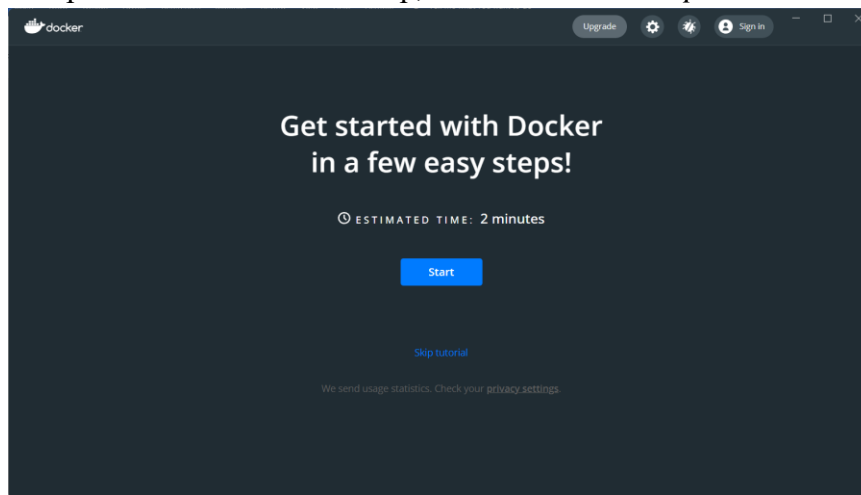 docker
Upgrade
Sign in
Get started with Docker
in a few easy steps!
ESTIMATED TIME: 2 minutes
Start
Skip tutorial
We send usage statistics. Check your privacy settings.